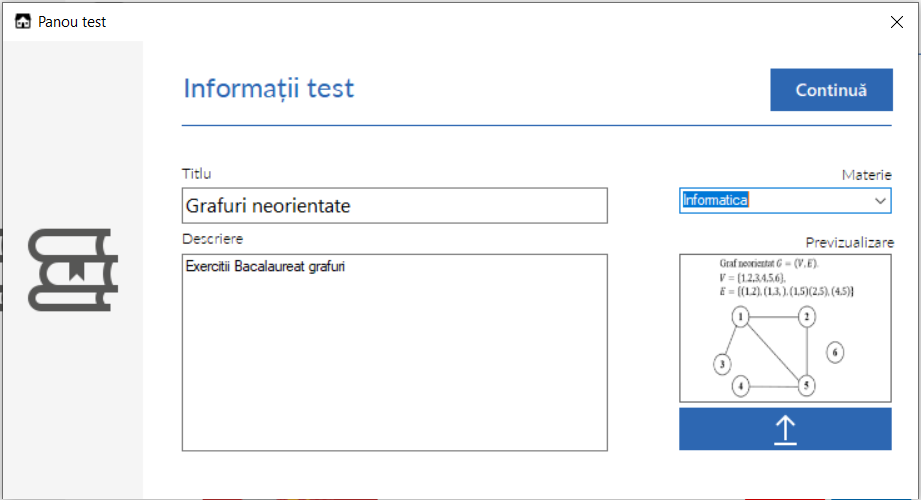 Panou test
Informații test
Continuă
Titlu
Materie
Grafuri neorientate
Informatica
Descriere
Previzualizare
Exercitii Bacalaureat grafuri
Graf neorientat G = (V, E).
V = {1,2,3,4,5,6},
E = {(1,2), (1,3, ), (1,5)(2,5), (4,5)}
1
2
6
3
4
5